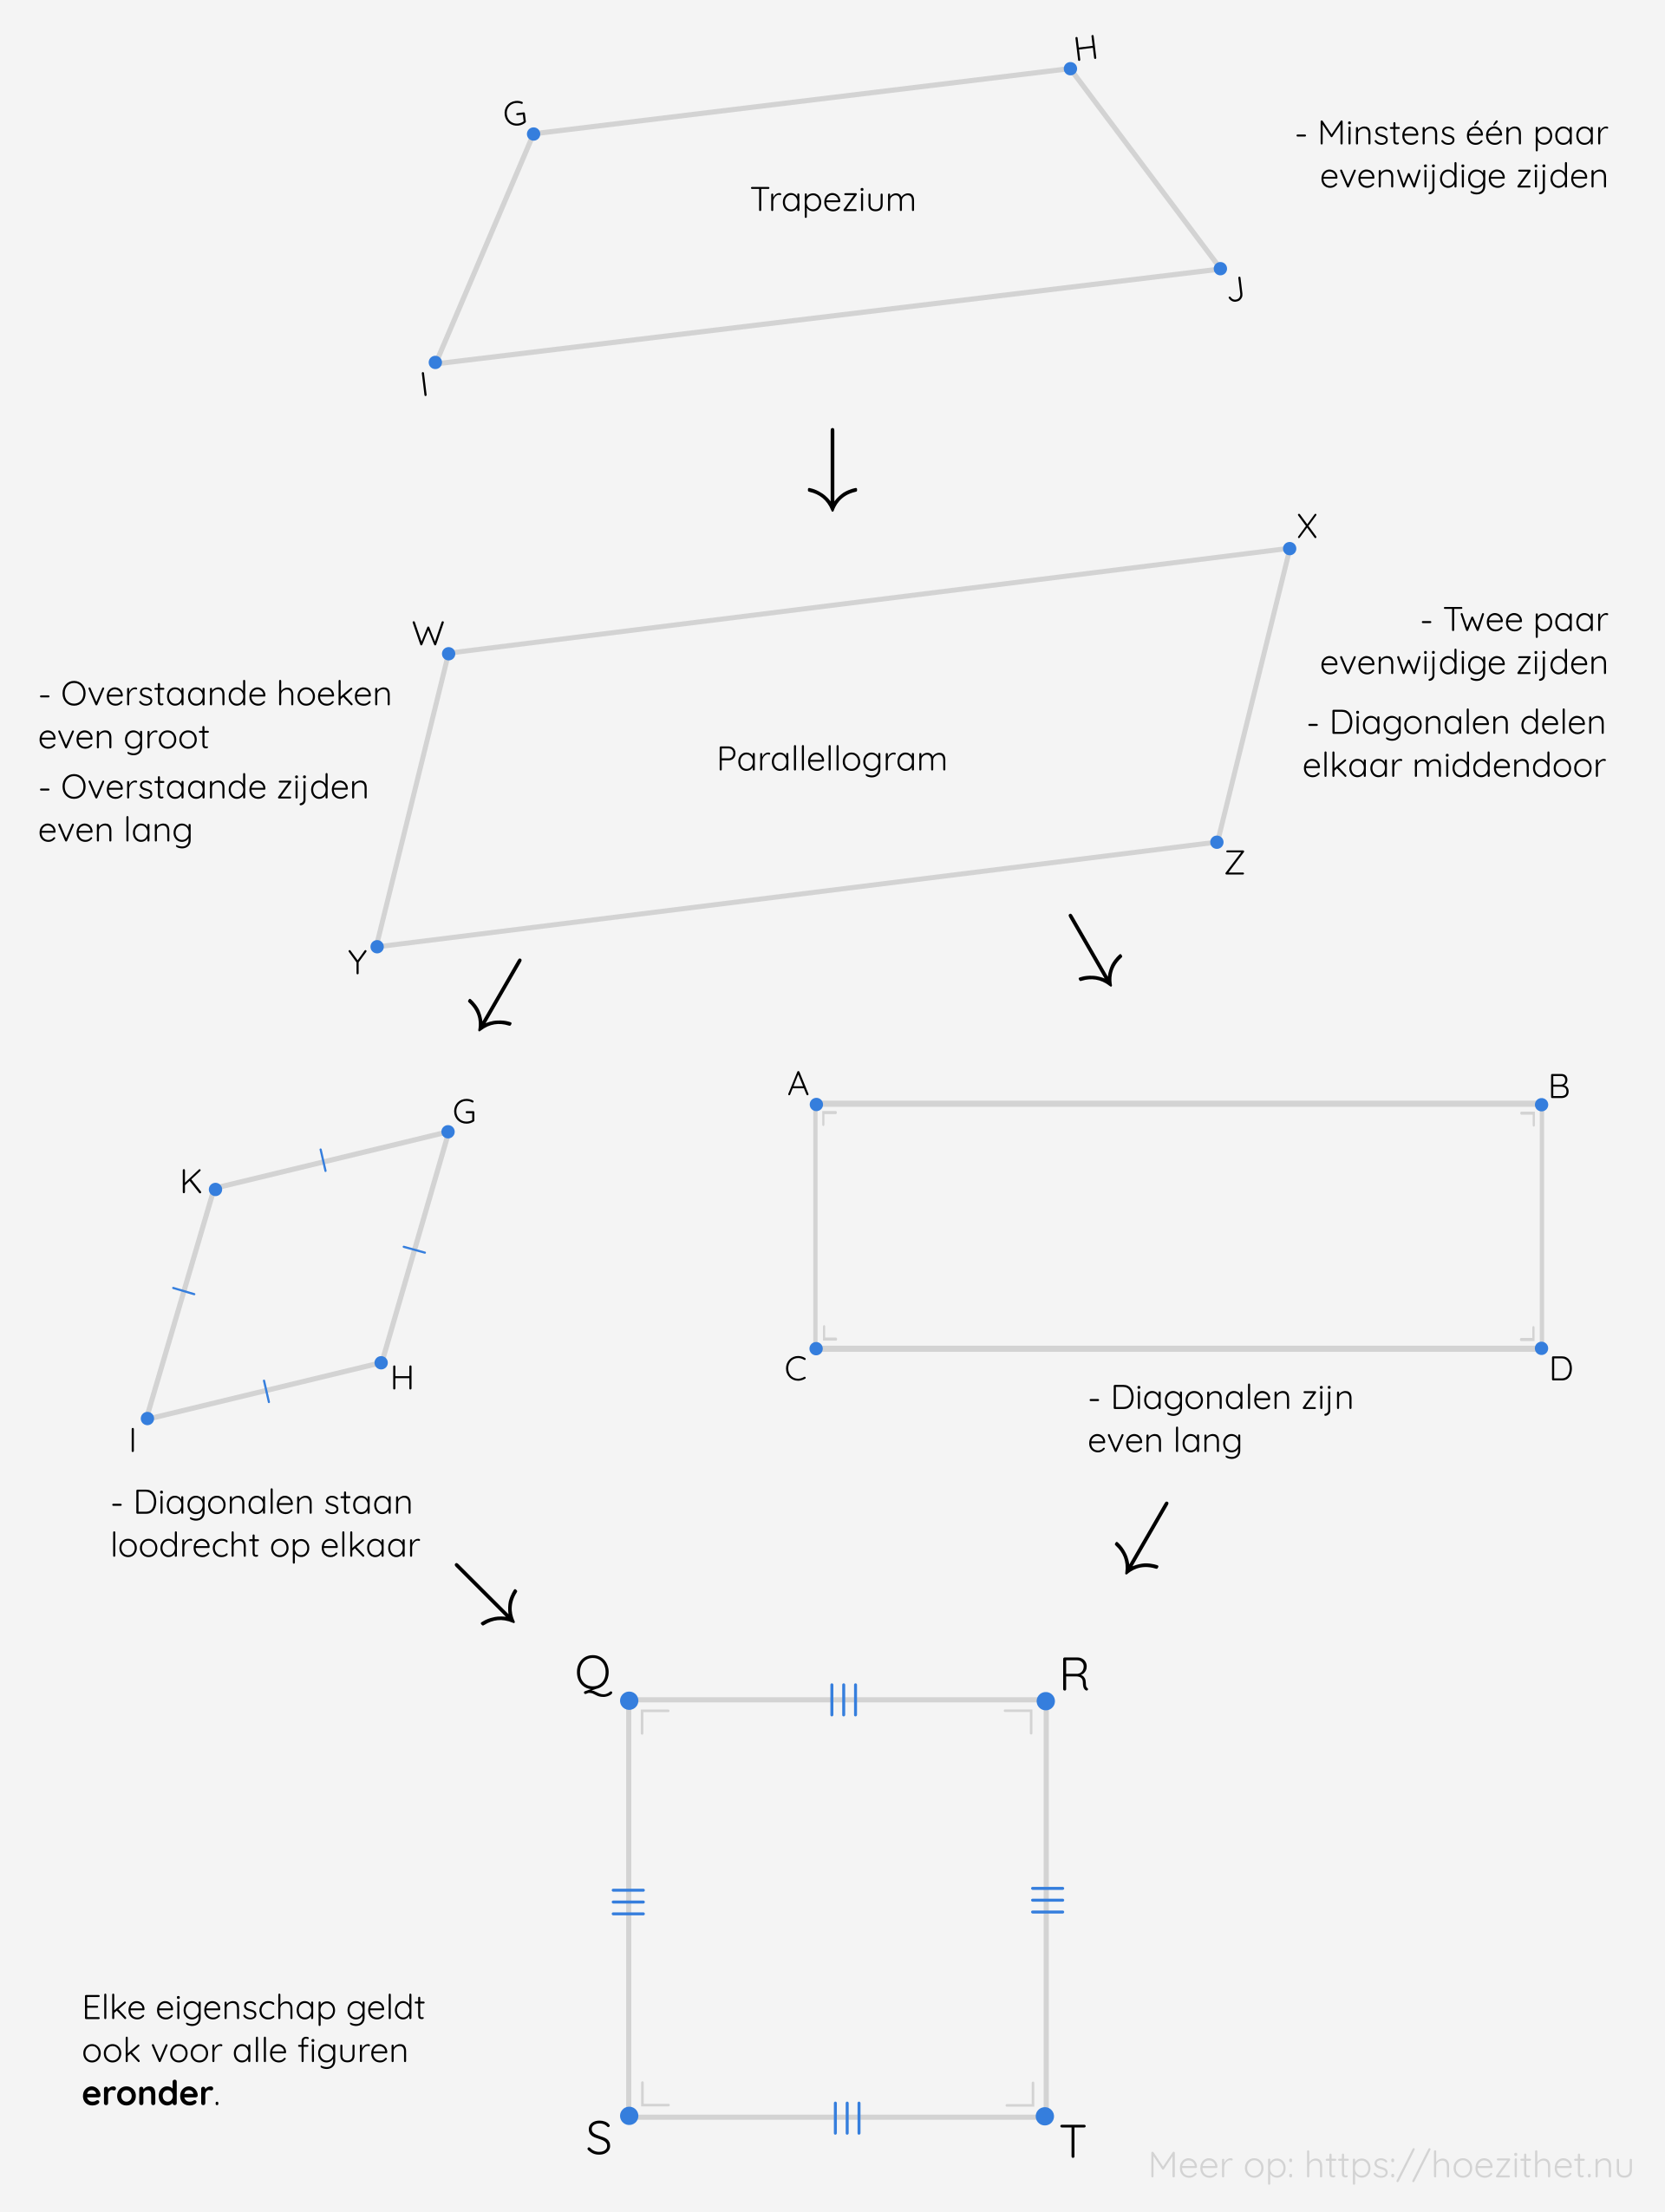 H
G
- Minstens één paar
evenwijdige zijden
Trapezium
J
I
X
W
- Twee paar
evenwijdige zijden
- Overstaande hoeken
even groot
- Diagonalen delen
elkaar middendoor
Parallellogram
- Overstaande zijden
even lang
Z
Y
A
B
G
K
C
D
H
- Diagonalen zijn
even lang
I
- Diagonalen staan
loodrecht op elkaar
Q
R
Elke eigenschap geldt
ook voor alle figuren
eronder.
S
T
Meer op: https://hoezithet.nu